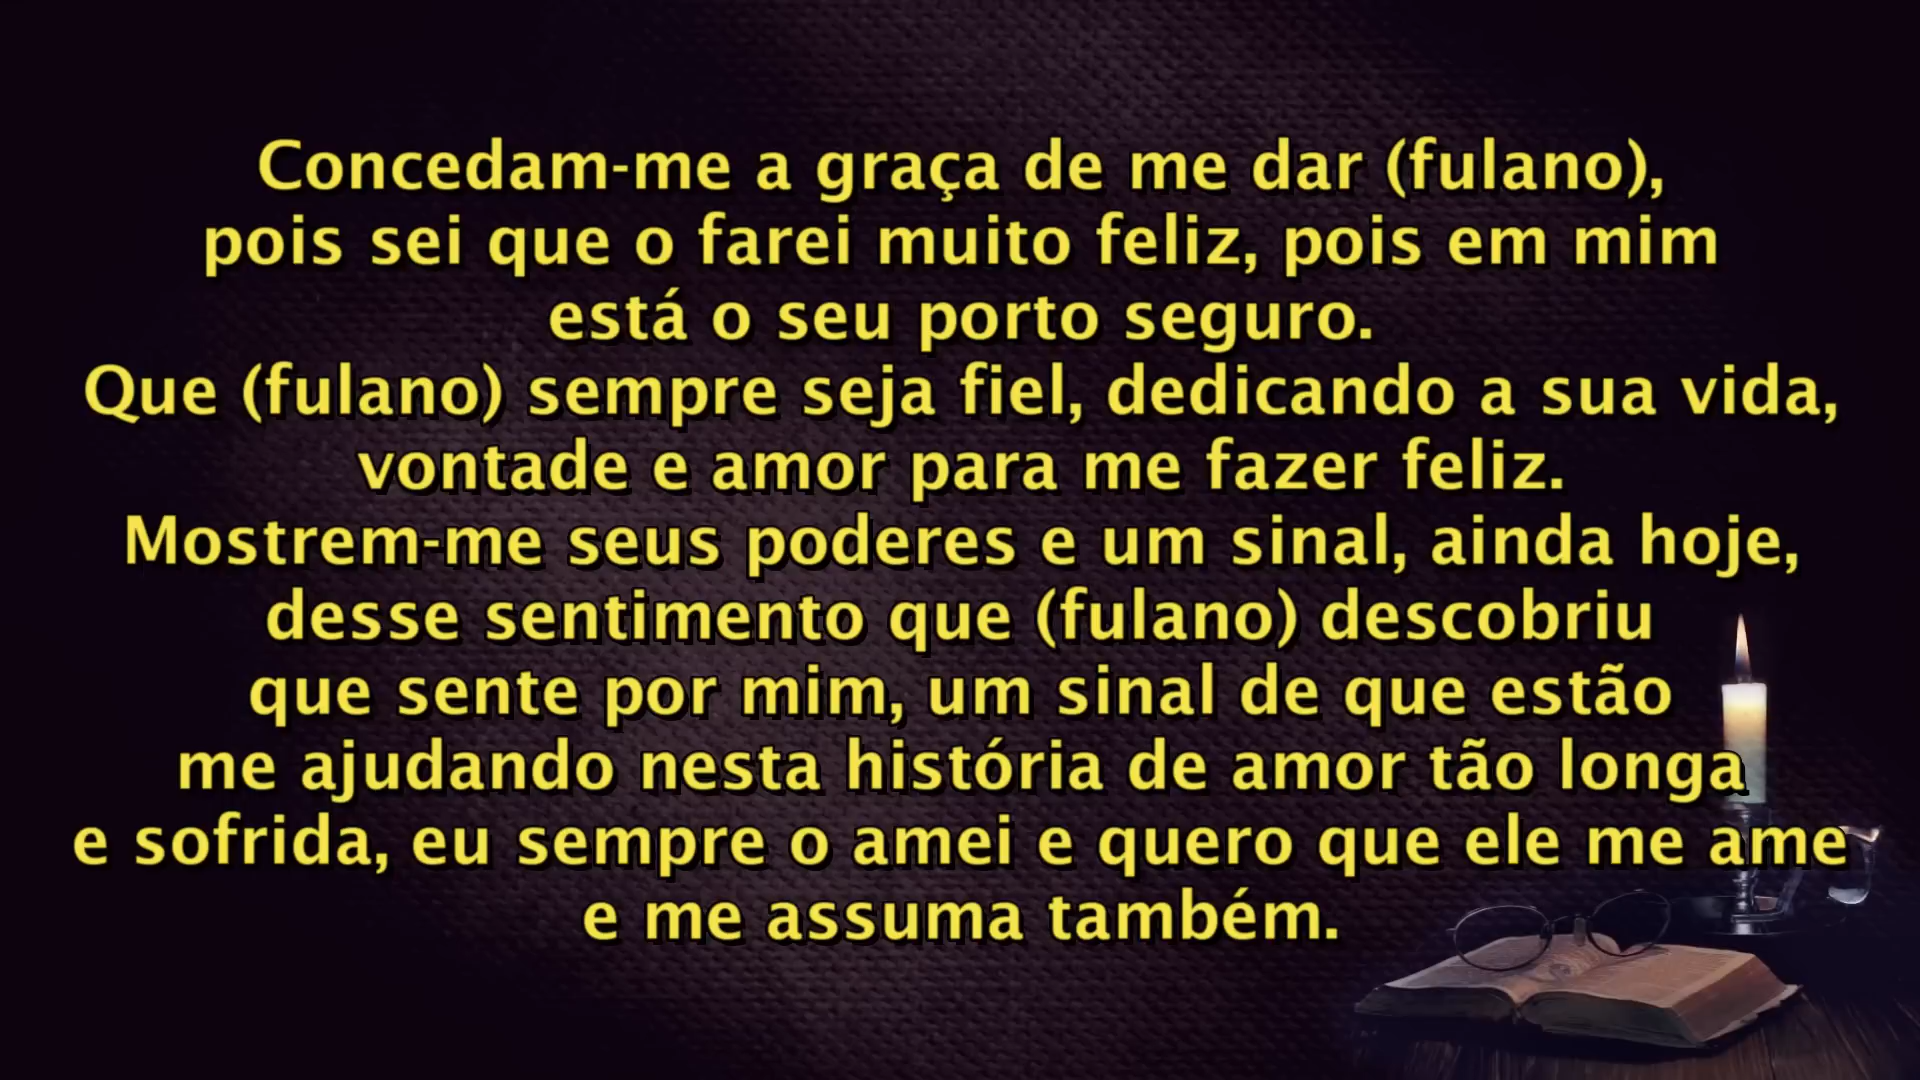 Concedam-me a graça de me dar (fulano),
pois sei que o farei muito feliz, pois em mim
está o seu porto seguro.
Que (fulano) sempre seja fiel, dedicando a sua vida,
vontade e amor para me fazer feliz.
Mostrem-me seus poderes e um sinal, ainda hoje,
desse sentimento que (fulano) descobriu
que sente por mim, um sinal de que estão
me ajudando nesta história de amor tão longa
e sofrida, eu sempre o amei e quero que ele me ame
e me assuma também.